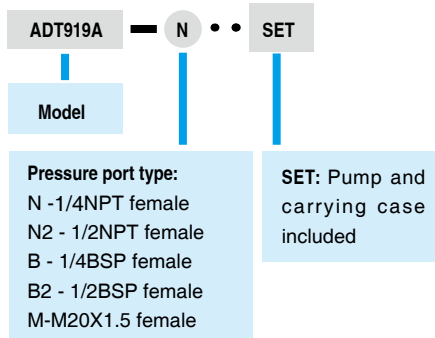 ADT919A — N • • SET
Model
Pressure port type:
N -1/4NPT female
N2 - 1/2NPT female
B - 1/4BSP female
B2 - 1/2BSP female
M-M20X1.5 female
SET: Pump and
carrying case
included